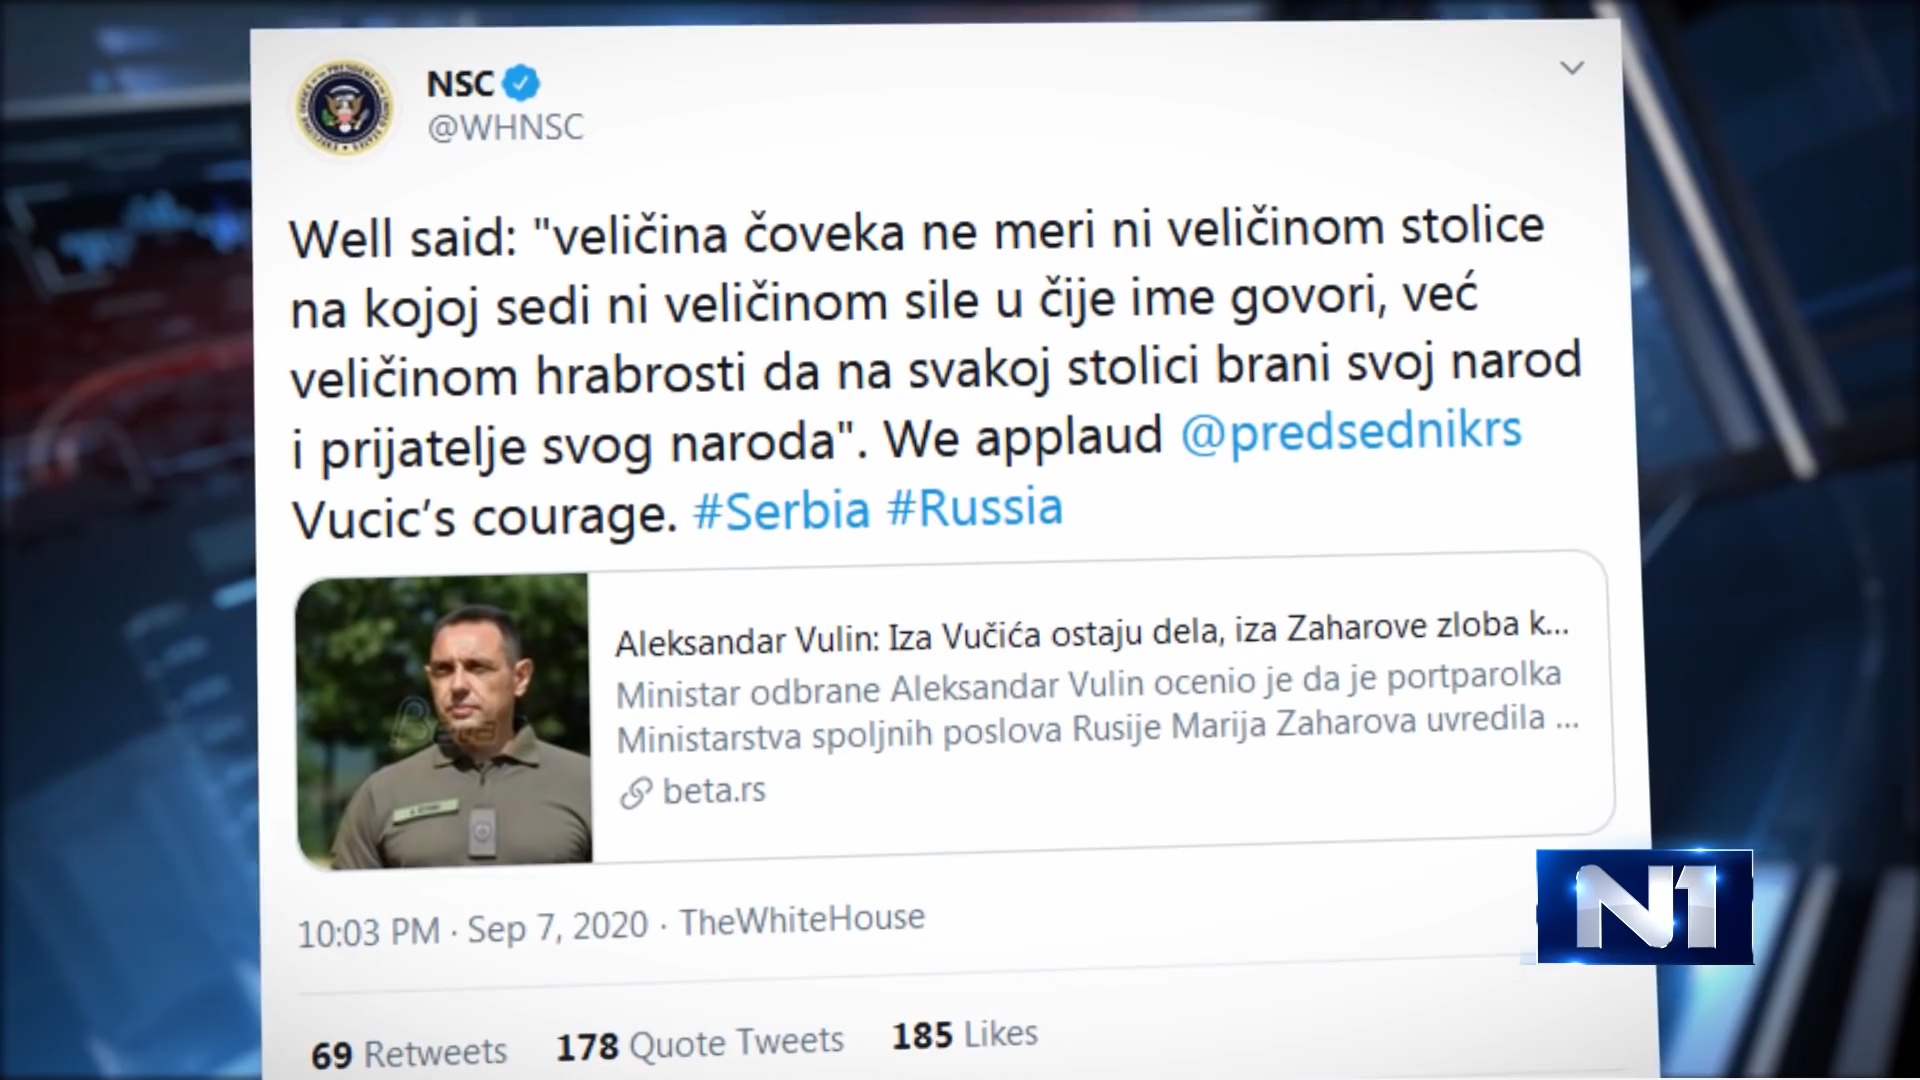 NSC
@WHNSC
Well said: "veličina čoveka ne meri ni veličinom stolice
na kojoj sedi ni veličinom sile u čije ime govori, već
veličinom hrabrosti da na svakoj stolici brani svoj narod
i prijatelje svog naroda". We applaud @predsednikrs
Vucic’s courage. #Serbia #Russia
Aleksandar Vulin: Iza Vučića ostaju dela, iza Zaharove zloba k...
Ministar odbrane Aleksandar Vulin ocenio je da je portparolka
Ministarstva spoljnih poslova Rusije Marija Zaharova uvredila ...
beta.rs
Beta
10:03 PM · Sep 7, 2020 · TheWhiteHouse
N1
69 Retweets 178 Quote Tweets 185 Likes